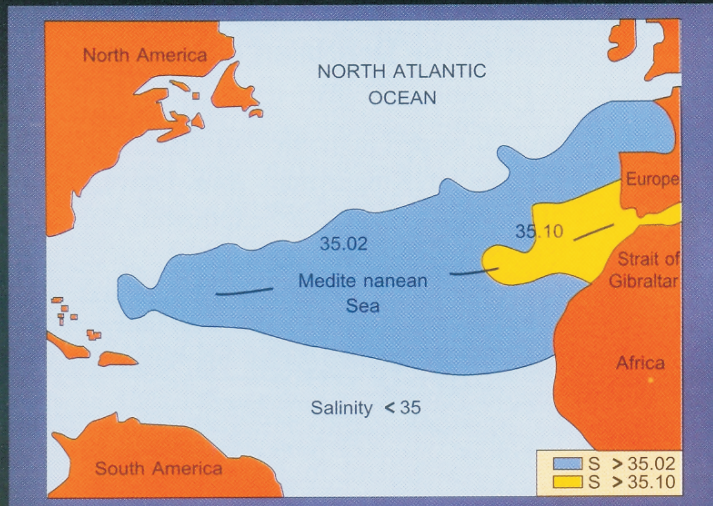 North America
NORTH ATLANTIC
OCEAN
Europe
35.10
35.02
Strait of
Gibraltar
Medite nanean
Sea
Africa
Salinity < 35
South America
S > 35.02
S > 35.10